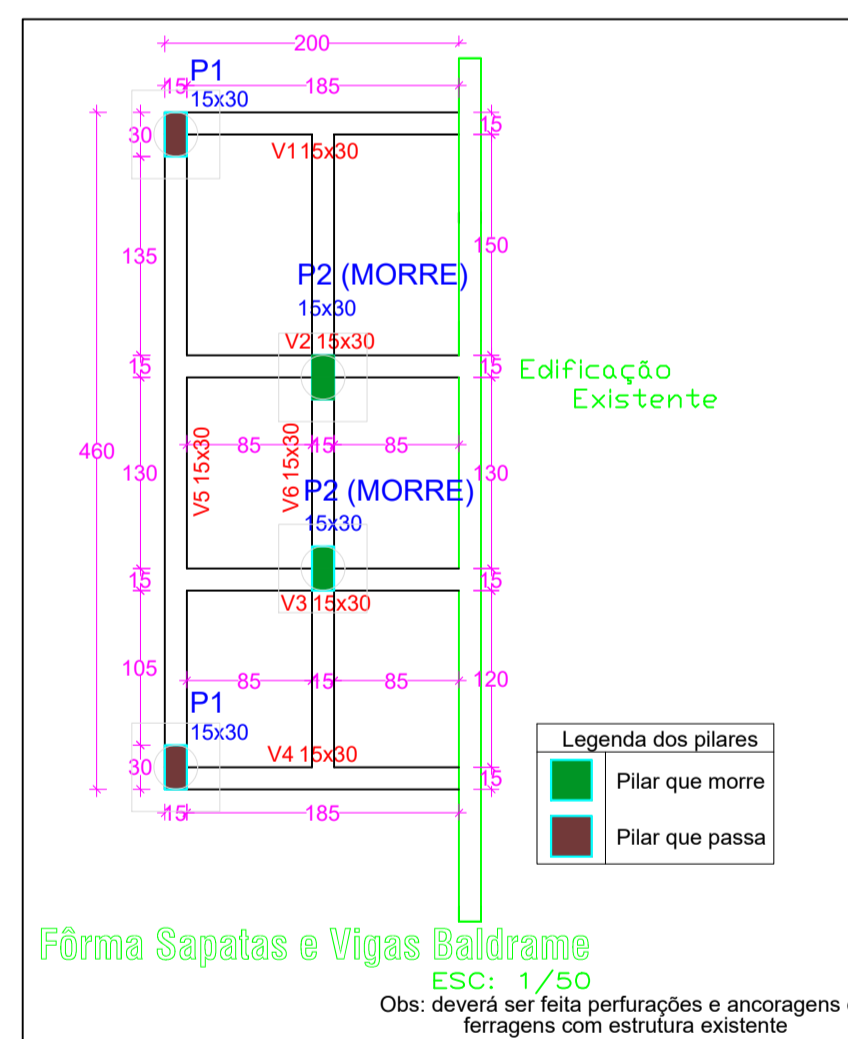 200
P1
15 185
15x30
15
30
V1 15x30
135
150
P2 (MORRE)
15x30
V2 15x30
15
15
Edificação
Existente
460
85 15 85
130
V5 15x30
V6 15x30
130
P2 (MORRE)
15x30
15
15
V3 15x30
105
85 15 85
120
P1
15x30
V4 15x30
30
15
15 185
Legenda dos pilares
Pilar que morre
Pilar que passa
Fôrma Sapatas e Vigas Baldrame
ESC: 1/50
Obs: deverá ser feita perfurações e ancoragens
ferragens com estrutura existente